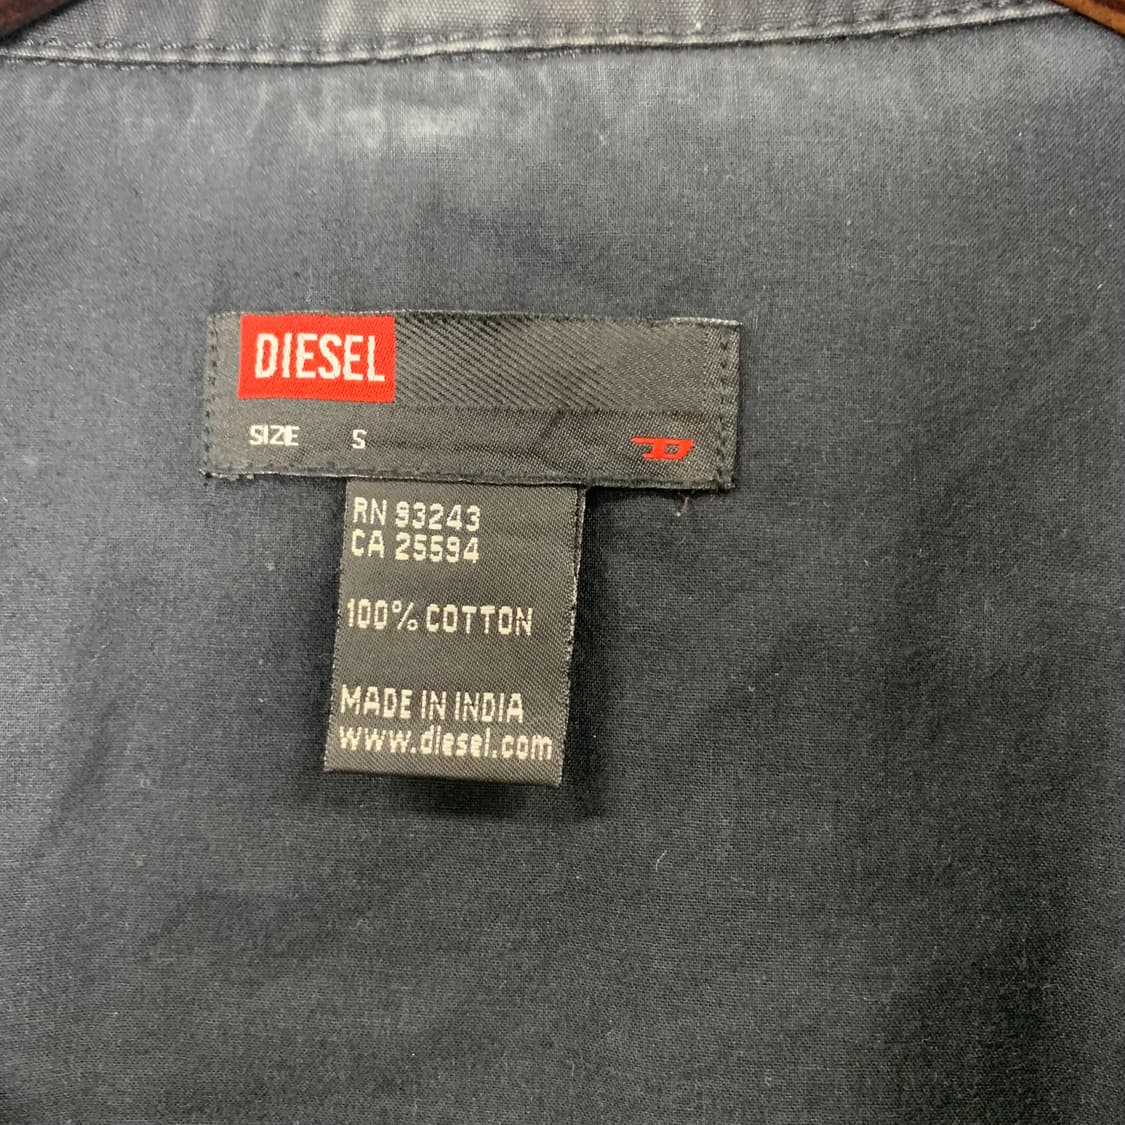 DIESEL
SIZE S
RN 93243
CA 25594
100% COTTON
MADE IN INDIA
www.diesel.com